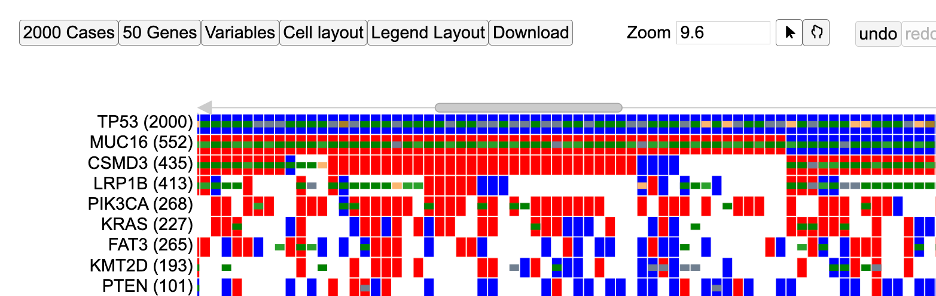 2000 Cases 50 Genes Variables Cell layout Legend Layout Download Zoom 9.6 undo redo
TP53 (2000)
MUC16 (552)
CSMD3 (435)
LRP1B (413)
PIK3CA (268)
KRAS (227)
FAT3 (265)
KMT2D (193)
PTEN (101)